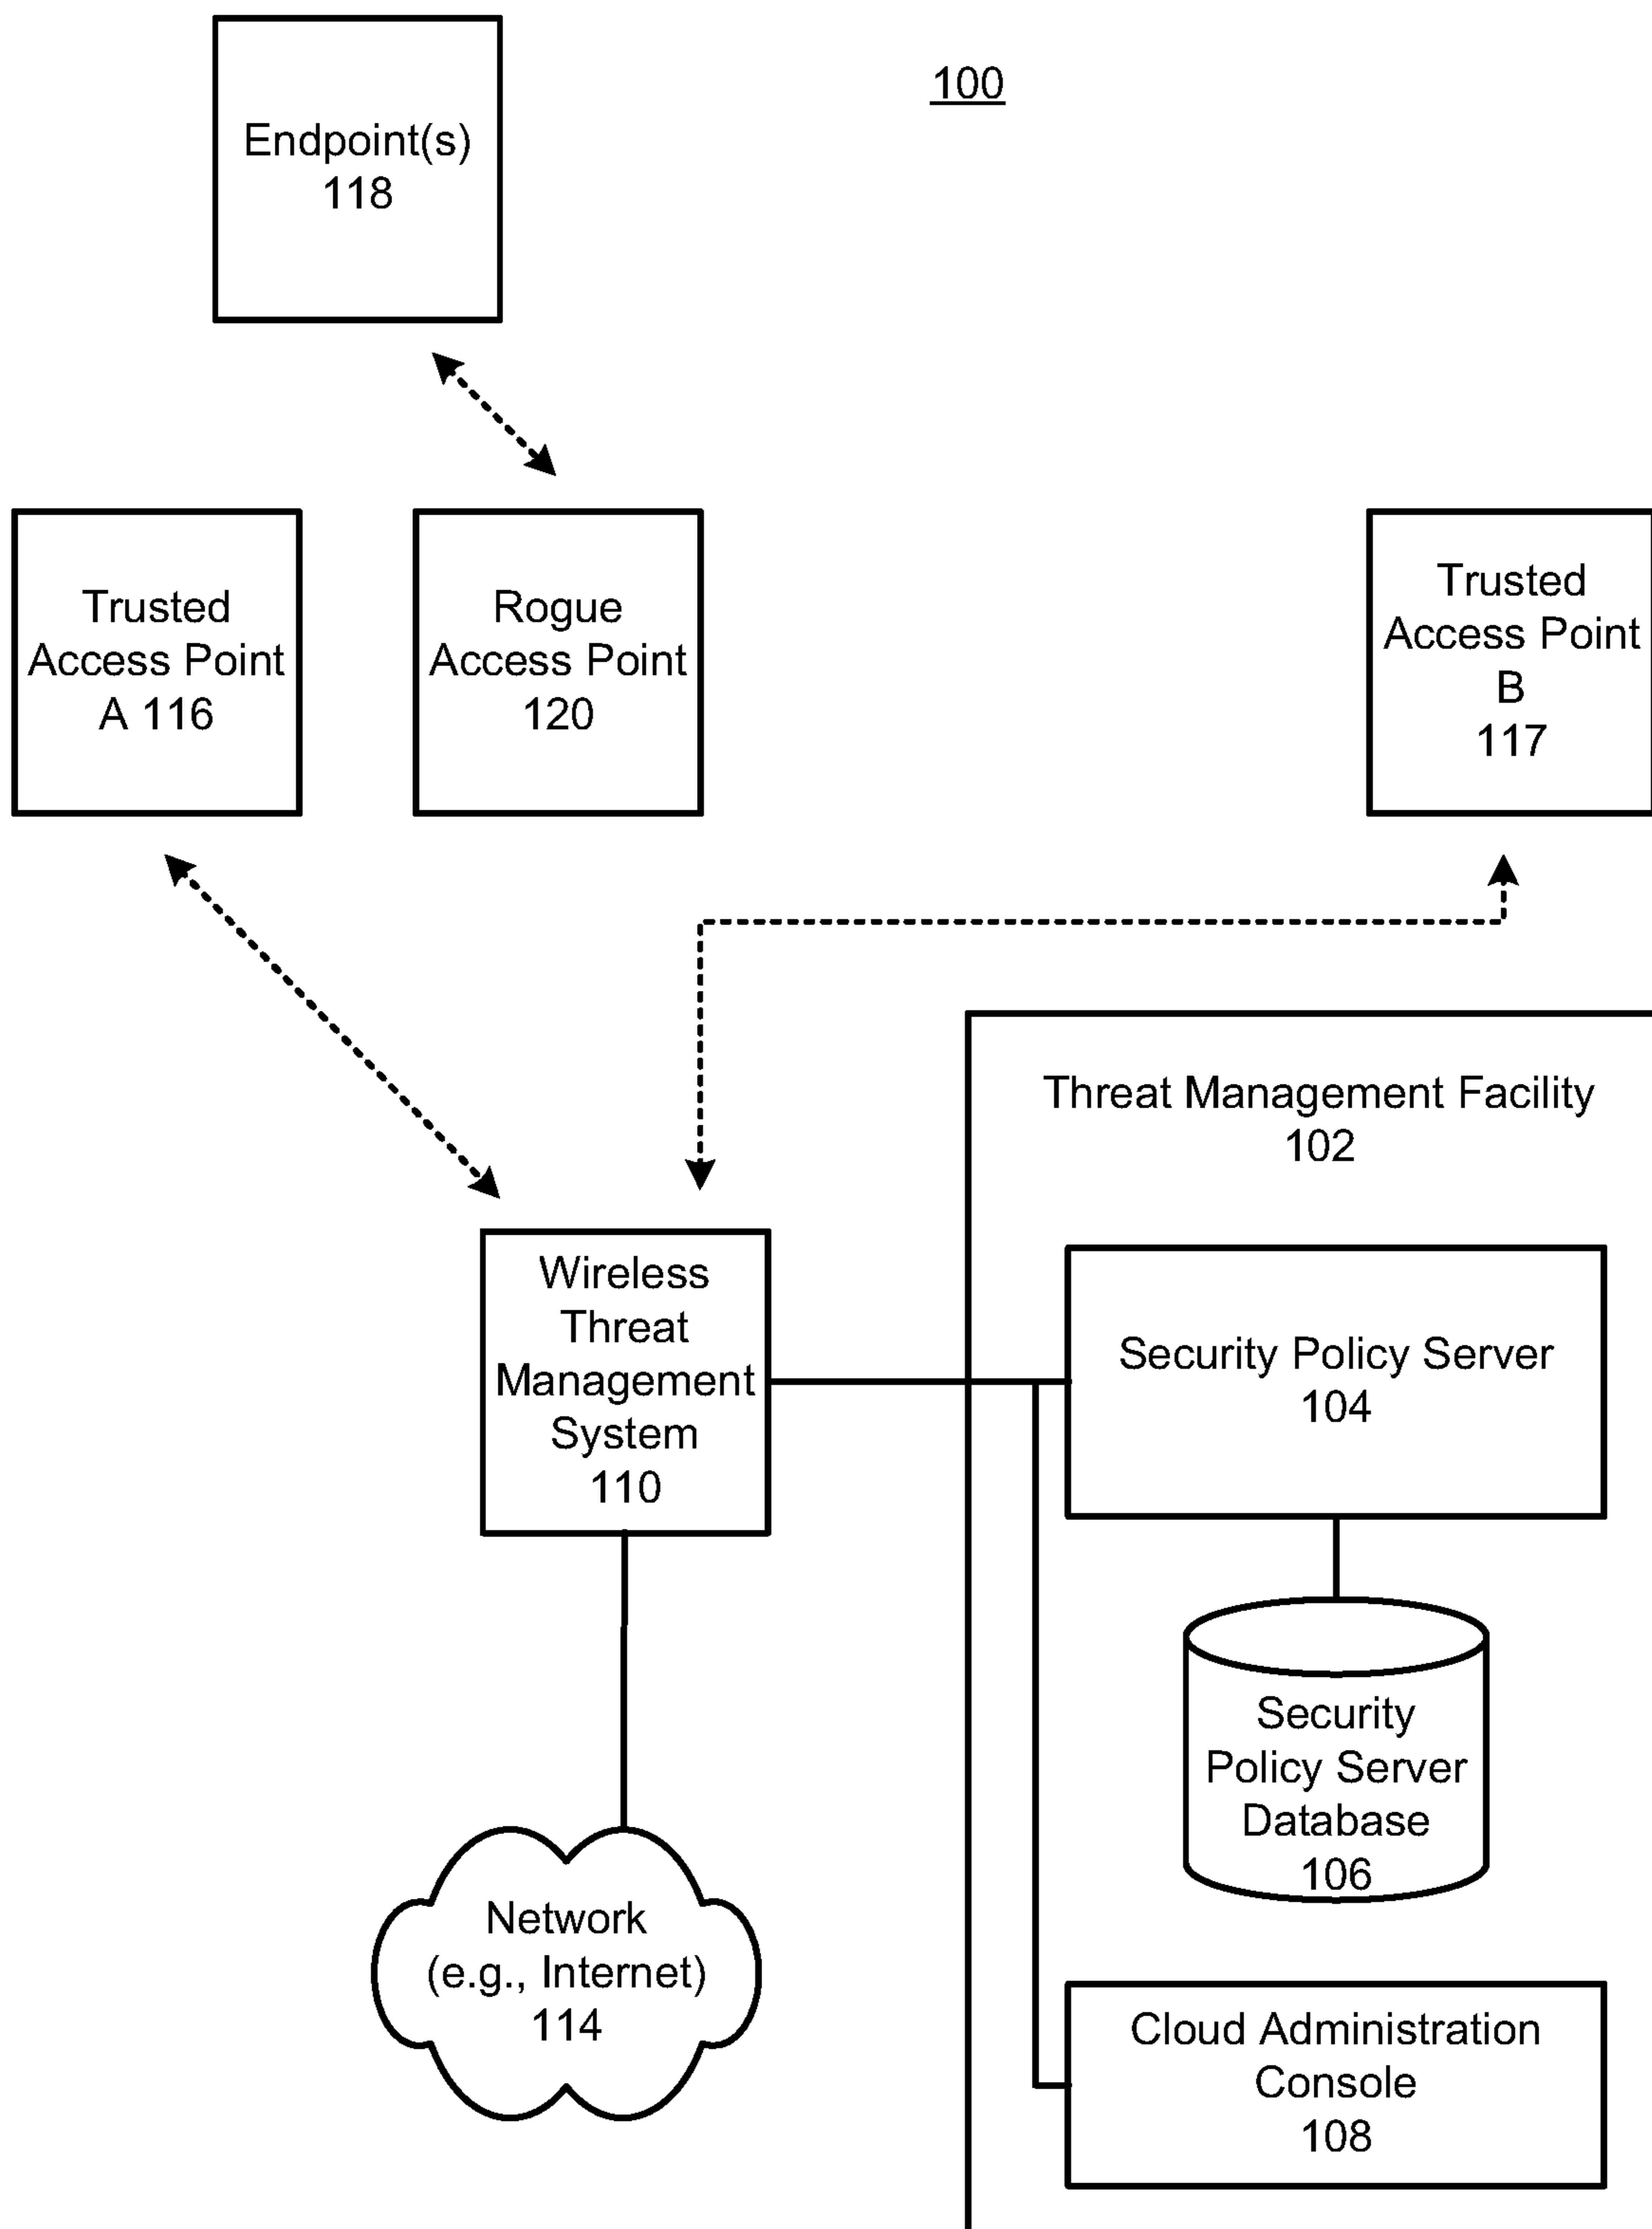 100
Endpoint(s)
118
Trusted
Access Point
A 116
Rogue
Access Point
120
Trusted
Access Point
B
117
Threat Management Facility
102
Wireless
Threat
Management
System
110
Security Policy Server
104
Security
Policy Server
Database
106
Network
(e.g., Internet)
114
Cloud Administration
Console
108